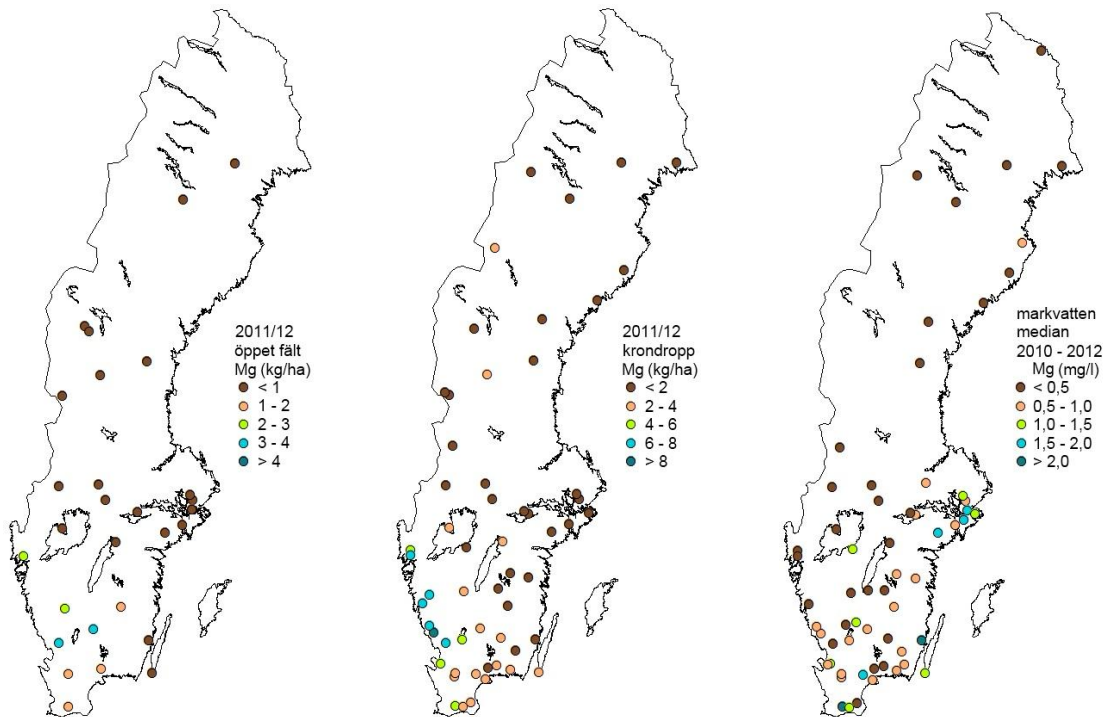 2011/12
öppet fält
Mg (kg/ha)
< 1
1 - 2
2 - 3
3 - 4
> 4
2011/12
krondropp
Mg (kg/ha)
< 2
2 - 4
4 - 6
6 - 8
> 8
markvatten
median
2010 - 2012
Mg (mg/l)
< 0,5
0,5 - 1,0
1,0 - 1,5
1,5 - 2,0
> 2,0